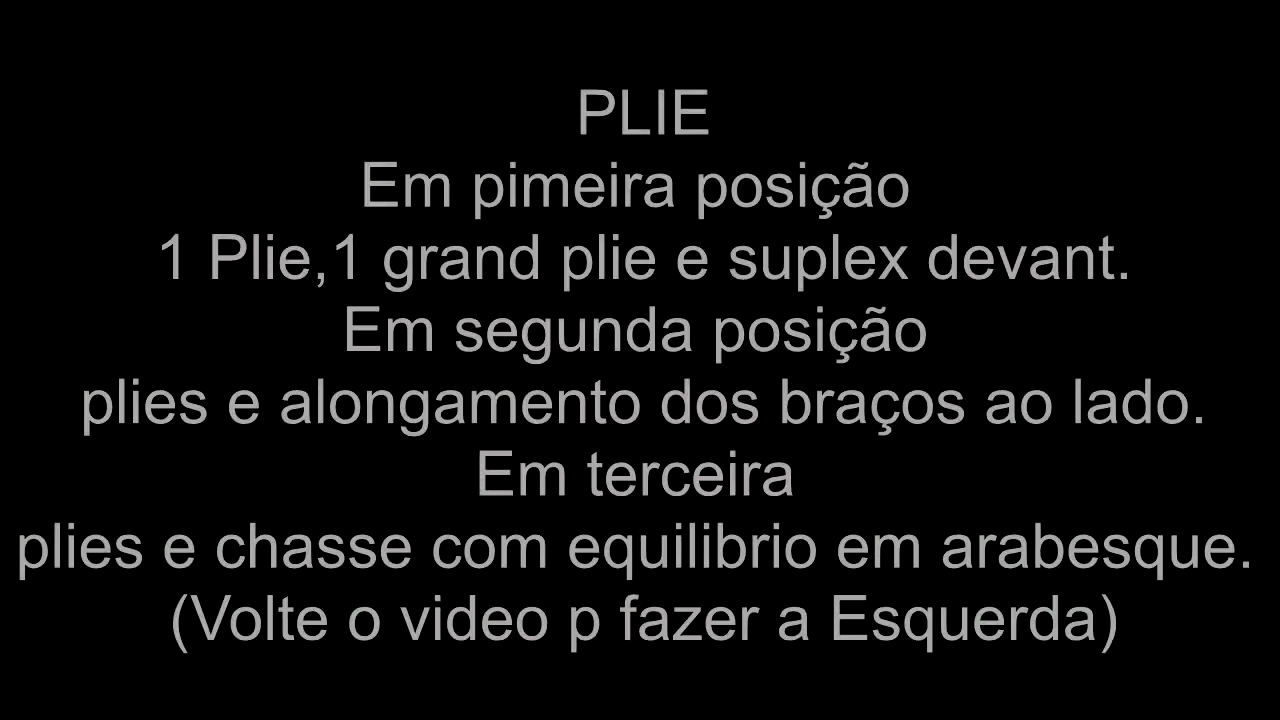 PLIE
Em pimeira posição
1 Plie,1 grand plie e suplex devant.
Em segunda posição
plies e alongamento dos braços ao lado.
Em terceira
plies e chasse com equilibrio em arabesque.
(Volte o video p fazer a Esquerda)